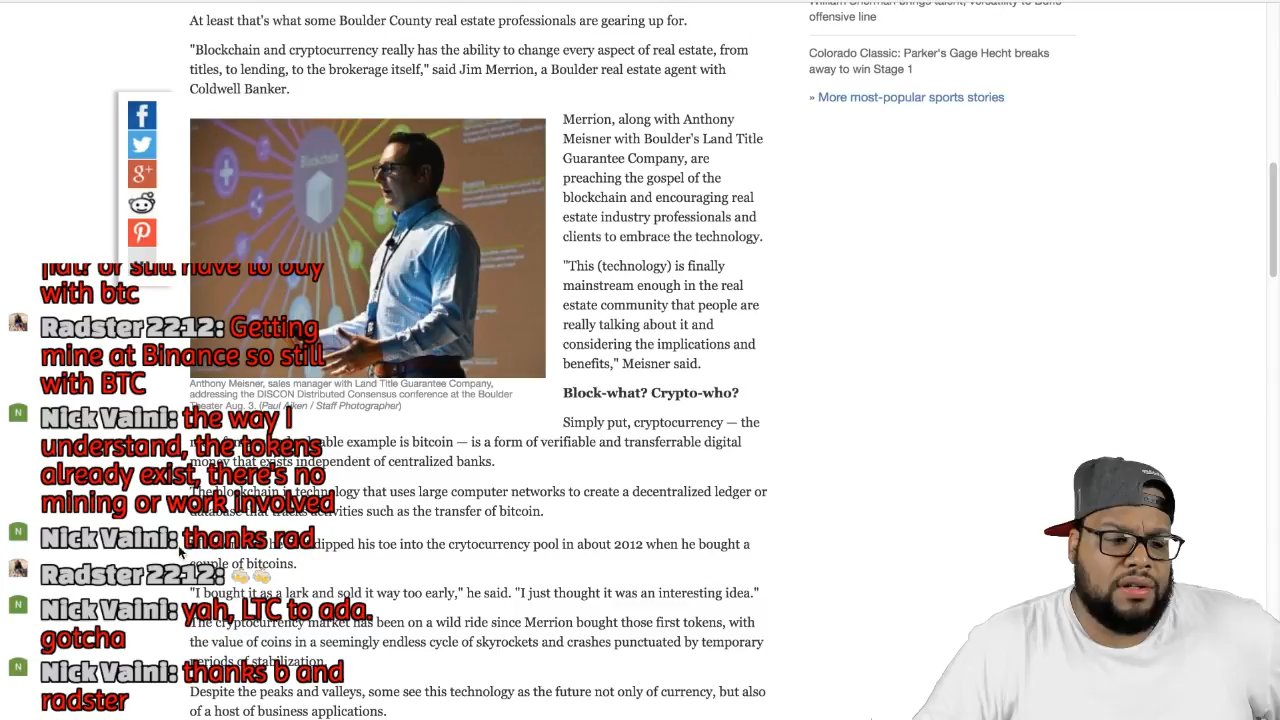 At least that's what some Boulder County real estate professionals are gearing up for.
"Blockchain and cryptocurrency really has the ability to change every aspect of real estate, from
titles, to lending, to the brokerage itself," said Jim Merrion, a Boulder real estate agent with
Coldwell Banker.
Merrion, along with Anthony
Meisner with Boulder's Land Title
Guarantee Company, are
preaching the gospel of the
blockchain and encouraging real
estate industry professionals and
clients to embrace the technology.
"This (technology) is finally
mainstream enough in the real
estate community that people are
really talking about it and
considering the implications and
benefits," Meisner said.
Blockchain
Anthony Meisner, sales manager with Land Title Guarantee Company,
addressing the DISCON Distributed Consensus conference at the Boulder
Theater Aug. 3. (Paul Aiken / Staff Photographer)
Block-what? Crypto-who?
Simply put, cryptocurrency — the
example is bitcoin — is a form of verifiable and transferrable digital
money that exists independent of centralized banks.
The blockchain is technology that uses large computer networks to create a decentralized ledger or
database that tracks activities such as the transfer of bitcoin.
dipped his toe into the crytocurrency pool in about 2012 when he bought a
couple of bitcoins.
"I bought it as a lark and sold it way too early," he said. "I just thought it was an interesting idea."
The cryptocurrency market has been on a wild ride since Merrion bought those first tokens, with
the value of coins in a seemingly endless cycle of skyrockets and crashes punctuated by temporary
periods of stabilization.
Despite the peaks and valleys, some see this technology as the future not only of currency, but also
of a host of business applications.
offensive line
Colorado Classic: Parker's Gage Hecht breaks
away to win Stage 1
» More most-popular sports stories
f
g+
or still have to buy
with btc
Radster 2212: Getting
mine at Binance so still
with BTC
N
Nick Vaini: the way I
understand, the tokens
already exist, there's no
mining or work involved
N
Nick Vaini: thanks rad
Radster 2212:
N
Nick Vaini: yah, LTC to ada.
gotcha
N
Nick Vaini: thanks b and
radster